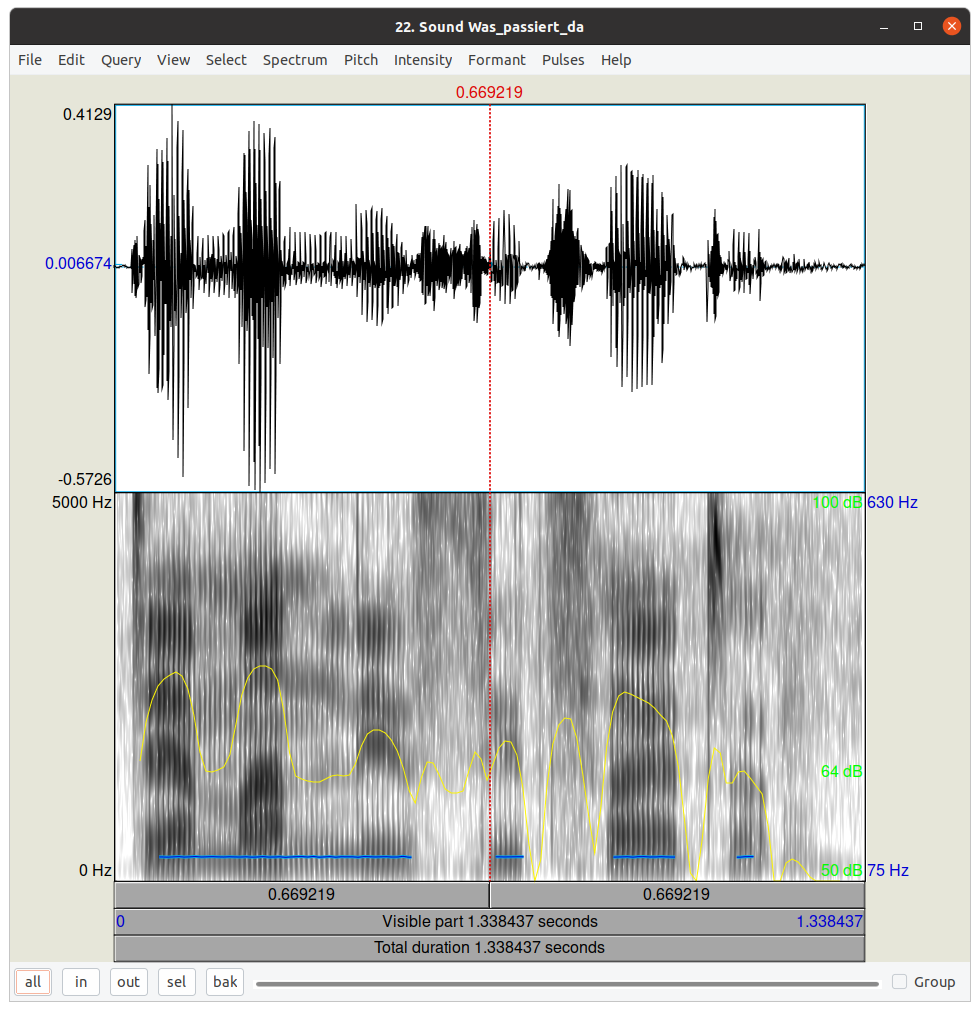 22. Sound Was_passiert_da
File Edit Query View Select Spectrum Pitch Intensity Formant Pulses Help
0.669219
0.4129
0.006674
-0.5726
5000 Hz 100 dB 630 Hz
64 dB
0 Hz 50 dB 75 Hz
0.669219 0.669219
0 Visible part 1.338437 seconds 1.338437
Total duration 1.338437 seconds
all in out sel bak Group